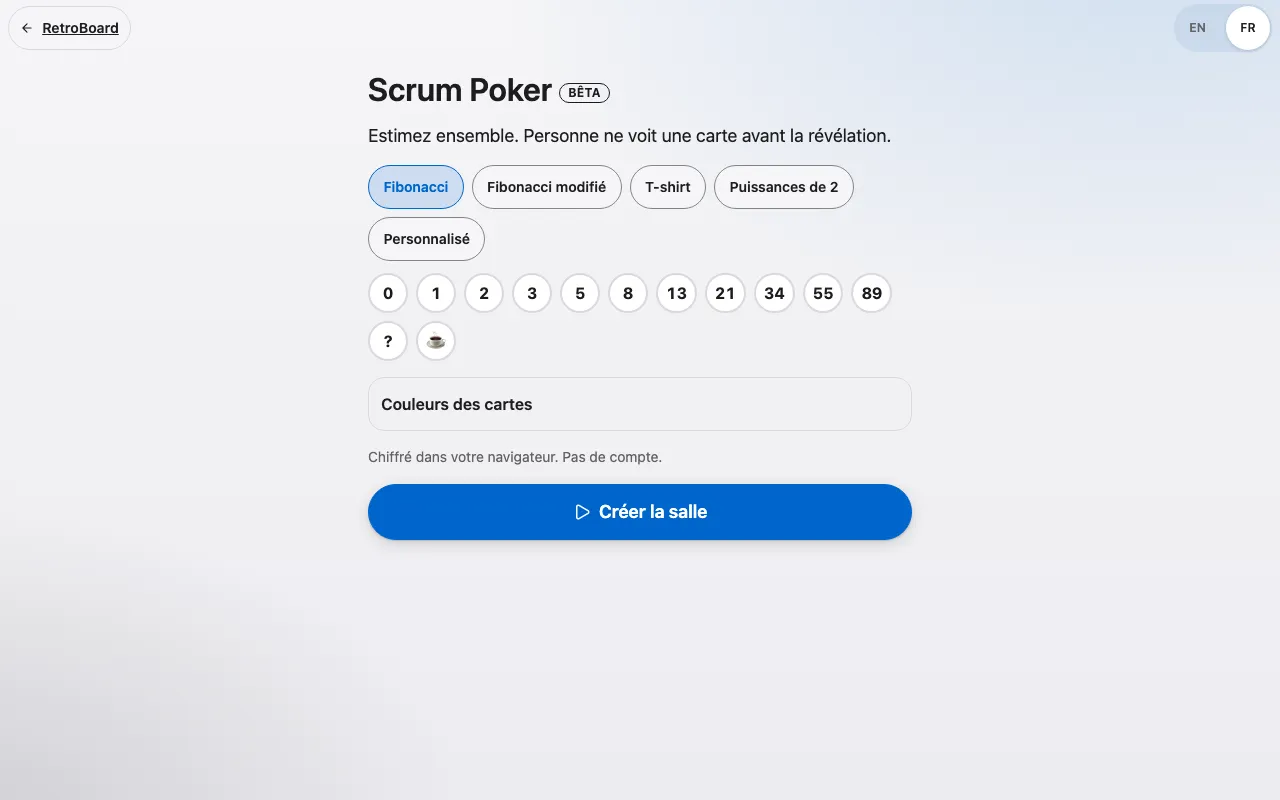 RetroBoard
EN FR
Scrum Poker BÊTA
Estimez ensemble. Personne ne voit une carte avant la révélation.
Fibonacci Fibonacci modifié T-shirt Puissances de 2
Personnalisé
0 1 2 3 5 8 13 21 34 55 89
? ☕
Couleurs des cartes
Chiffré dans votre navigateur. Pas de compte.
Créer la salle